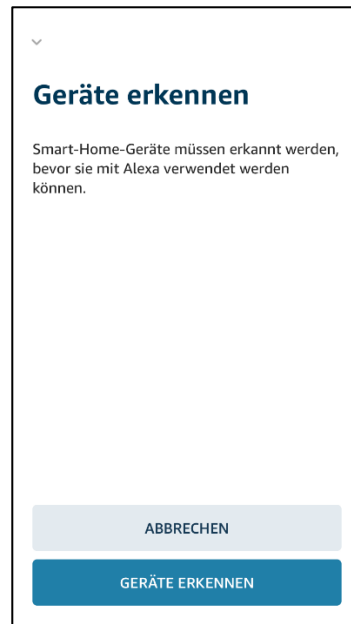 Geräte erkennen
Smart-Home-Geräte müssen erkannt werden,
bevor sie mit Alexa verwendet werden
können.
ABBRECHEN
GERÄTE ERKENNEN